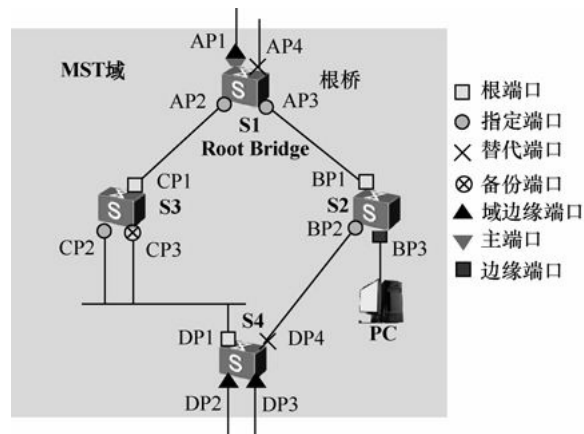 AP1
AP4
MST域
根桥
AP2
AP3
S
S1
Root Bridge
CP1
BP1
S
S3
S
S2
CP2
CP3
BP2
BP3
PC
S4
DP1
DP4
S
DP2
DP3
根端口
指定端口
替代端口
备份端口
域边缘端口
主端口
边缘端口